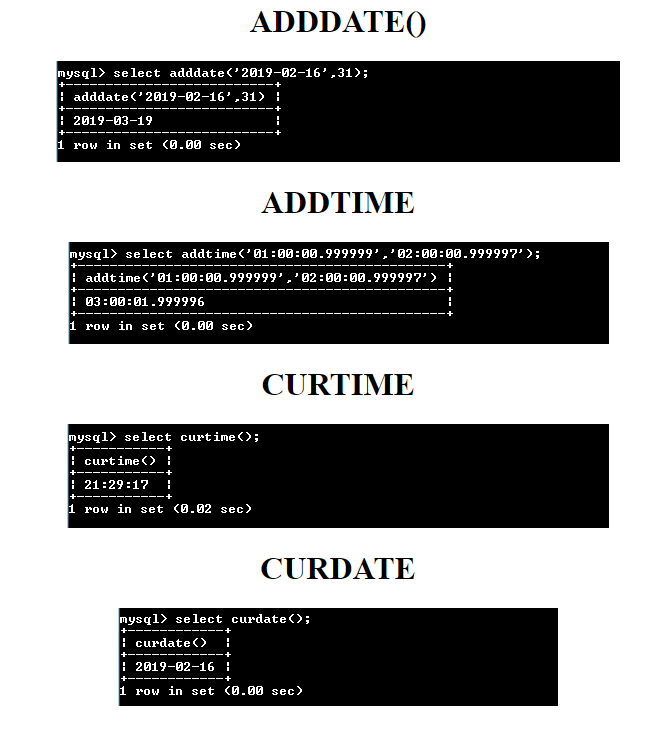 ADDDATE()
mysql> select adddate('2019-02-16',31);
+--------------------------+
| adddate('2019-02-16',31) |
+--------------------------+
| 2019-03-19               |
+--------------------------+
1 row in set (0.00 sec)
ADDTIME
mysql> select addtime('01:00:00.999999','02:00:00.999997');
+----------------------------------------------+
| addtime('01:00:00.999999','02:00:00.999997') |
+----------------------------------------------+
| 03:00:01.999996                              |
+----------------------------------------------+
1 row in set (0.00 sec)
CURTIME
mysql> select curtime();
+-----------+
| curtime() |
+-----------+
| 21:29:17  |
+-----------+
1 row in set (0.02 sec)
CURDATE
mysql> select curdate();
+------------+
| curdate()  |
+------------+
| 2019-02-16 |
+------------+
1 row in set (0.00 sec)